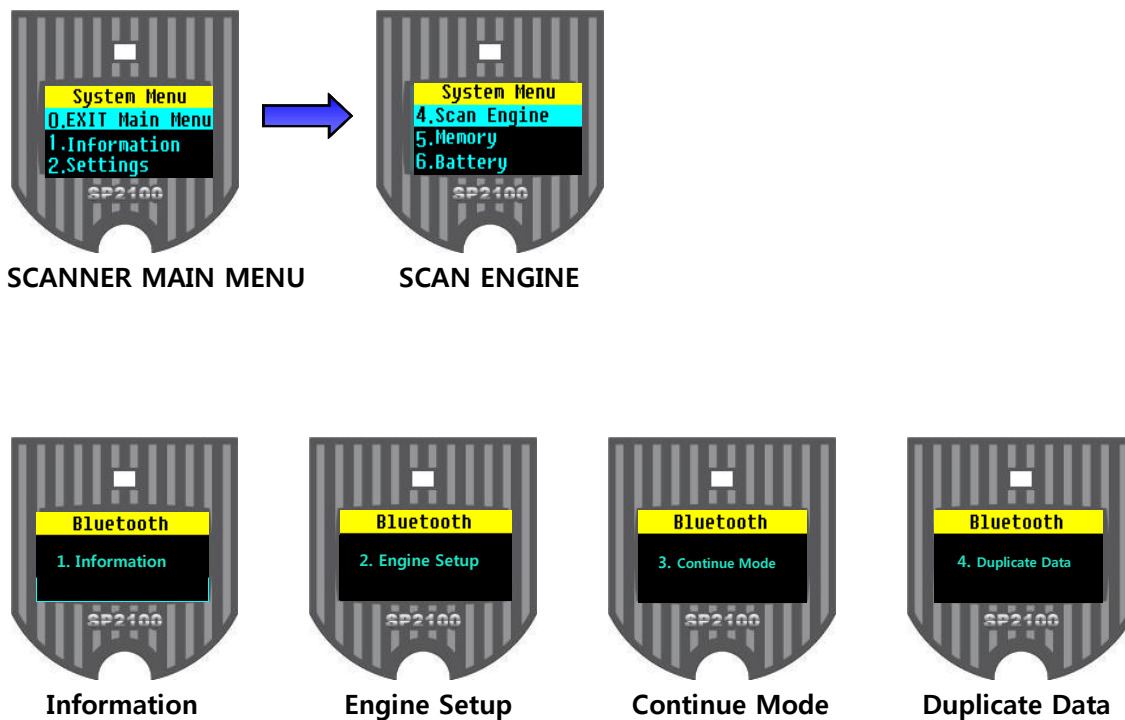 System Menu
0.EXIT Main Menu
1.Information
2.Settings
SP2100
SCANNER MAIN MENU
System Menu
4.Scan Engine
5.Memory
6.Battery
SP2100
SCAN ENGINE
Bluetooth
1. Information
SP2100
Information
Bluetooth
2. Engine Setup
SP2100
Engine Setup
Bluetooth
3. Continue Mode
SP2100
Continue Mode
Bluetooth
4. Duplicate Data
SP2100
Duplicate Data